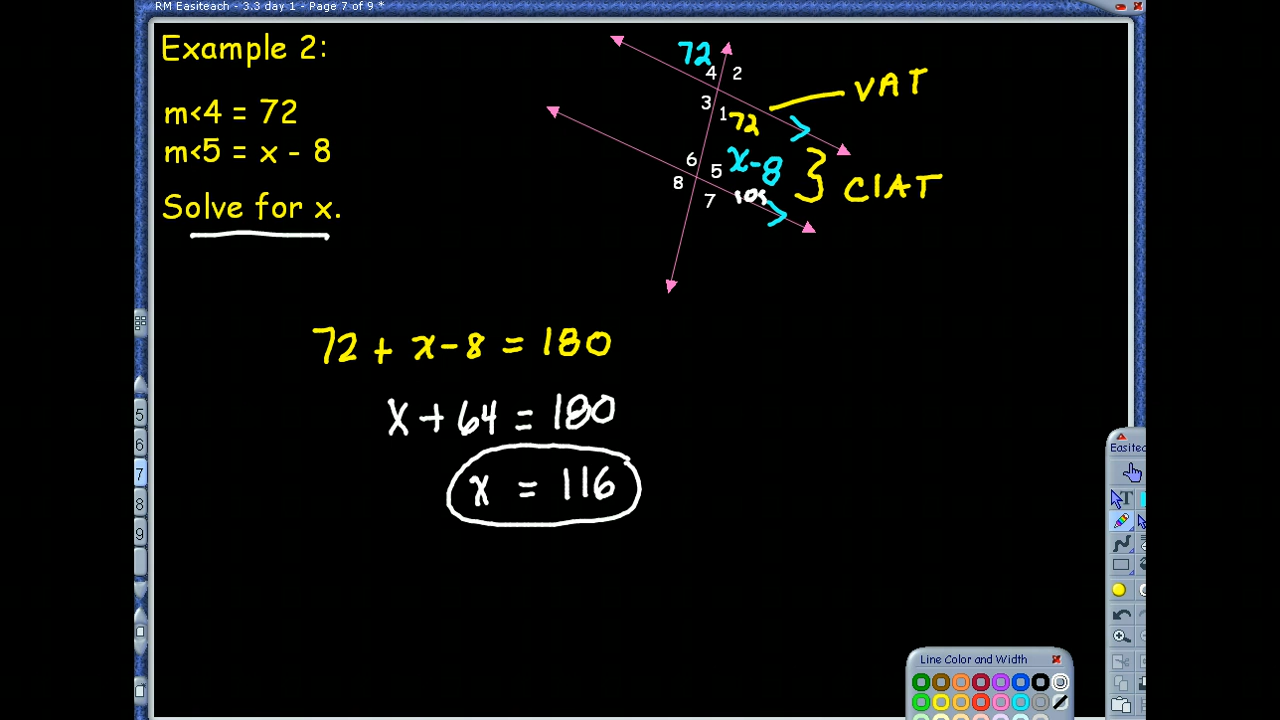 RM Easiteach - 3.3 day 1 - Page 7 of 9 *
Example 2:
m<4 = 72
m<5 = x - 8
Solve for x.
72
4 2
3
1 72
VAT
6
5 x-8
8
7
} CIAT
72 + x-8 = 180
x + 64 = 180
x = 116
5
6
7
8
9
Easitec
T
Line Color and Width